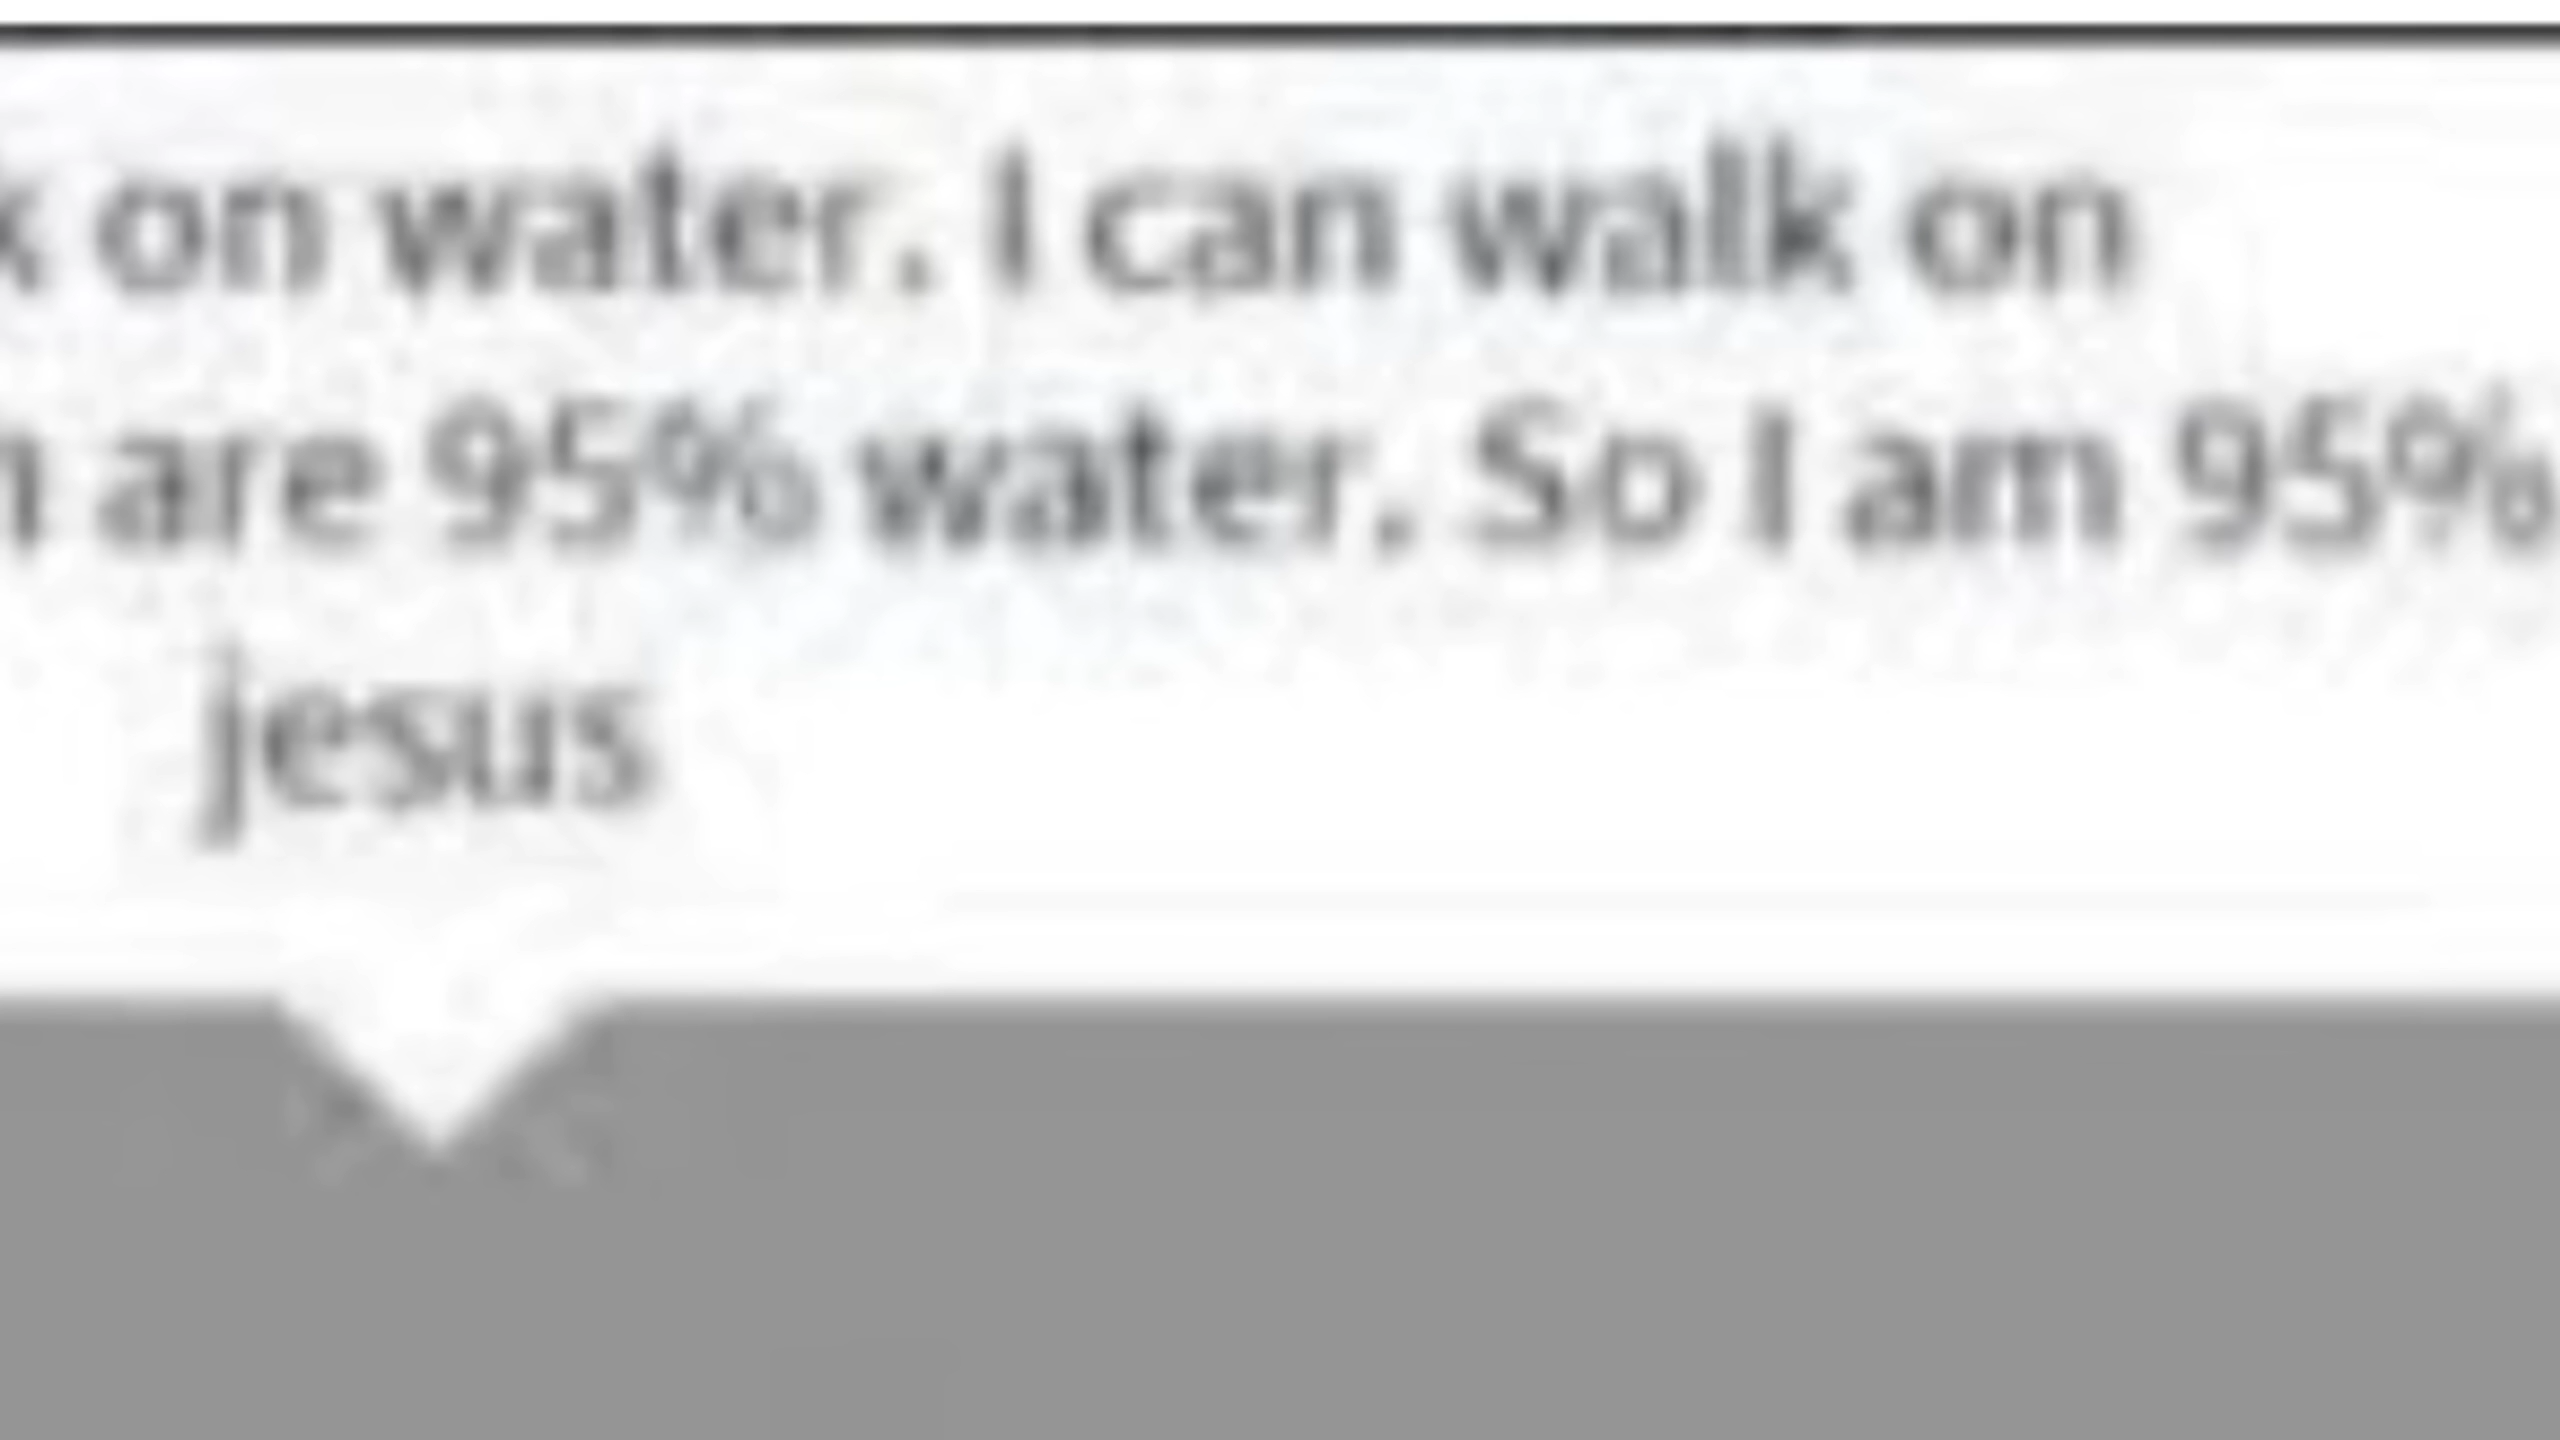 on water. I can walk on
are 95% water. So I am 95%
jesus